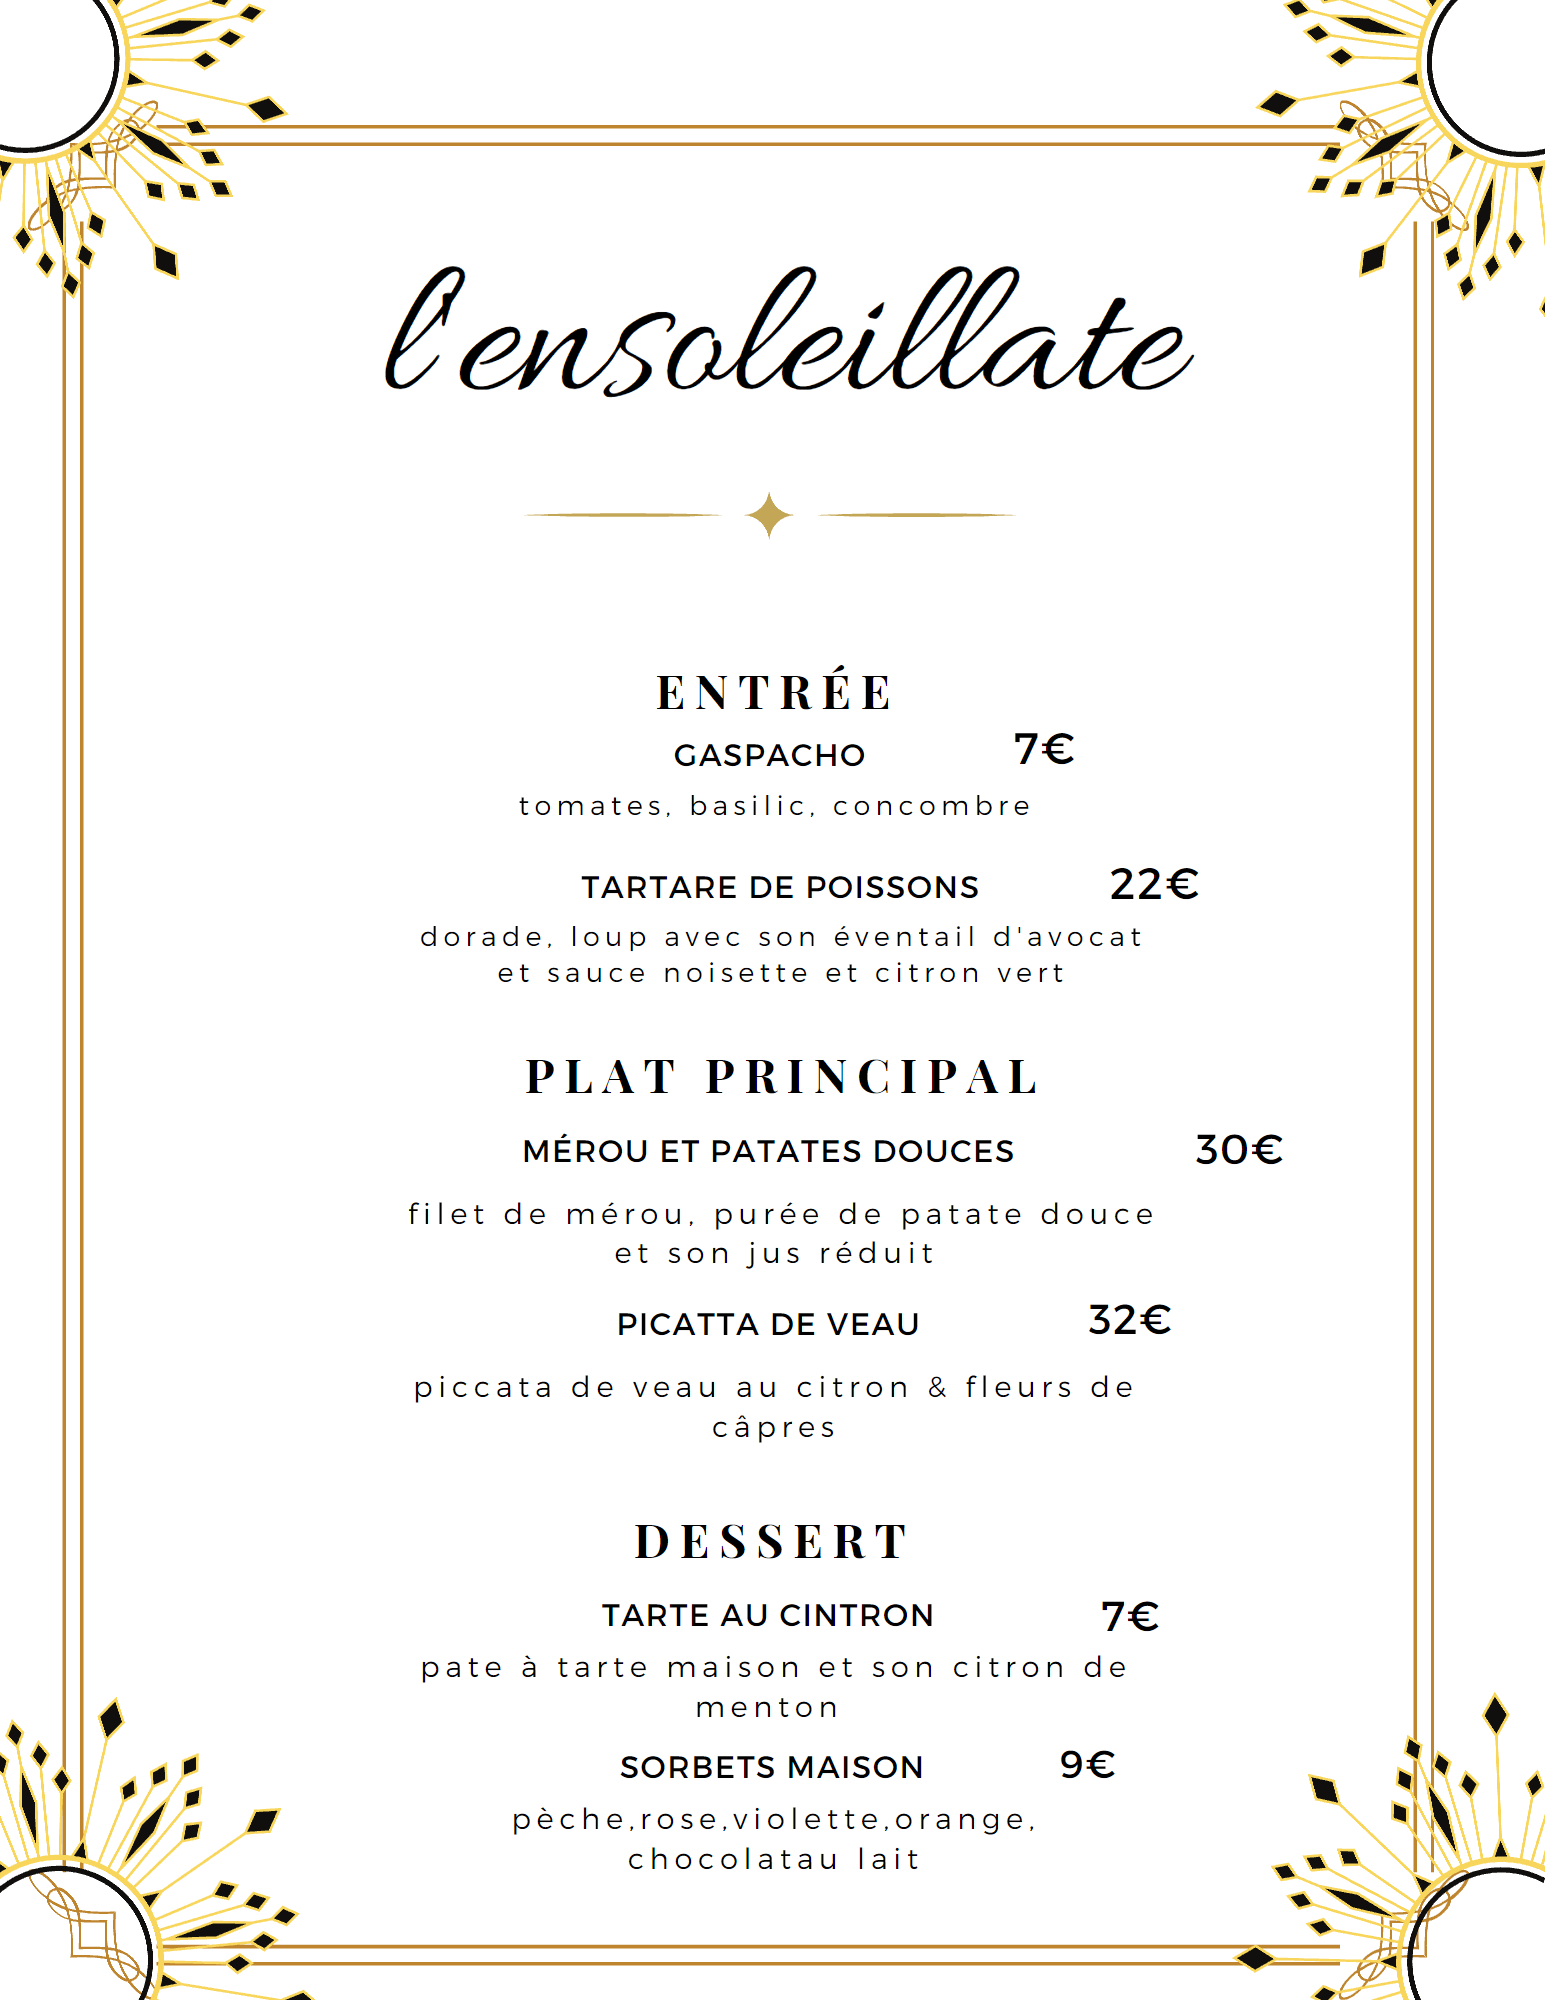 l'ensoleillate
ENTRÉE
GASPACHO 7€
tomates, basilic, concombre
TARTARE DE POISSONS 22€
dorade, loup avec son éventail d'avocat
et sauce noisette et citron vert
PLAT PRINCIPAL
MÉROU ET PATATES DOUCES 30€
filet de mérou, purée de patate douce
et son jus réduit
PICATTA DE VEAU 32€
piccata de veau au citron & fleurs de
câpres
DESSERT
TARTE AU CINTRON 7€
pate à tarte maison et son citron de
menton
SORBETS MAISON 9€
pèche,rose,violette,orange,
chocolatau lait